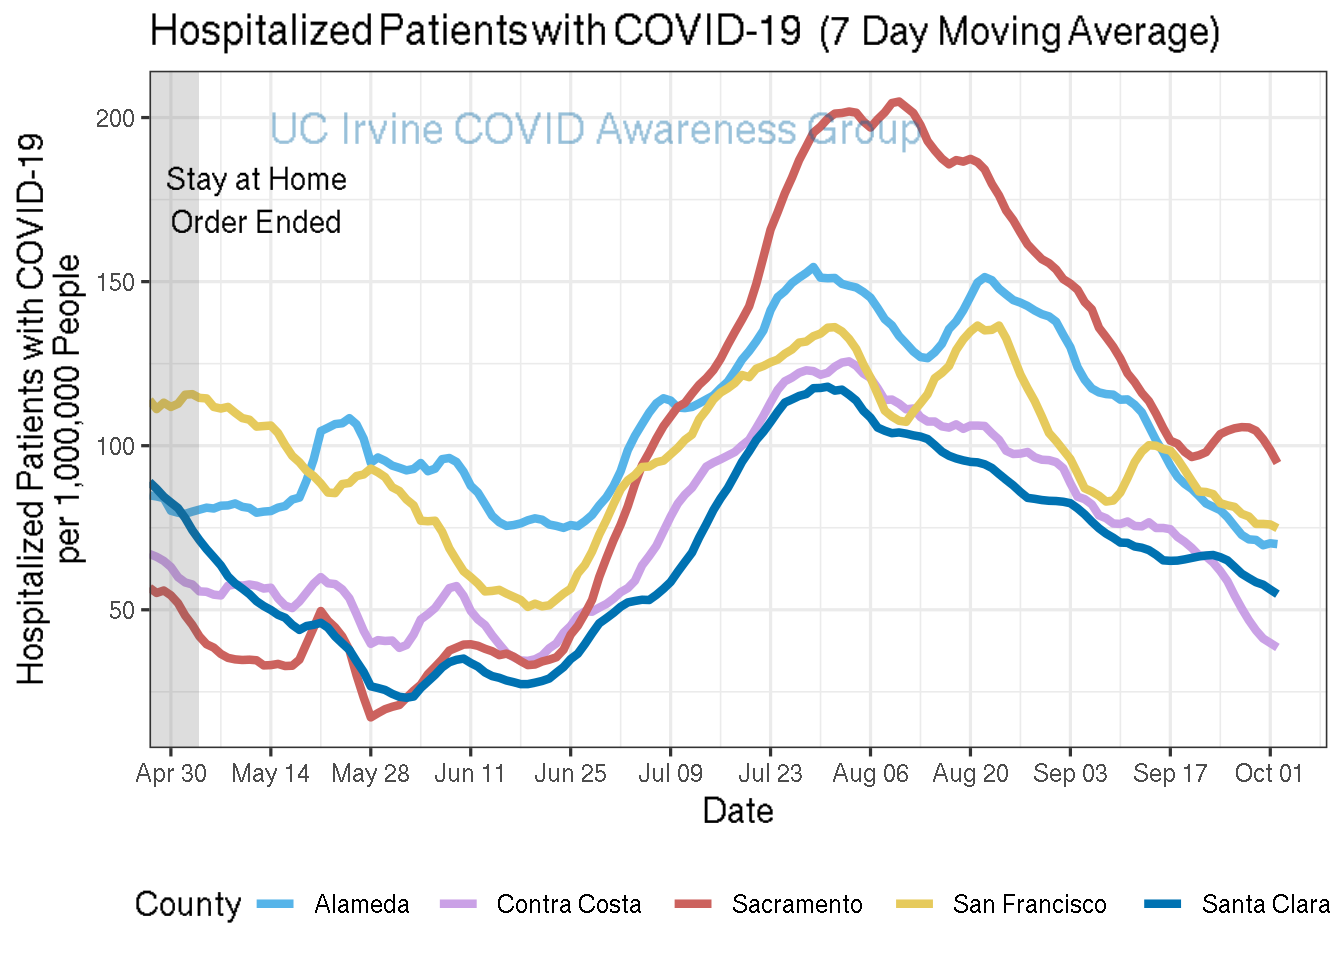 Hospitalized Patients with COVID-19 (7 Day Moving Average)
UC Irvine COVID Awareness Group
Stay at Home
Order Ended
Hospitalized Patients with COVID-19
per 1,000,000 People
200
150
100
50
Apr 30 May 14 May 28 Jun 11 Jun 25 Jul 09 Jul 23 Aug 06 Aug 20 Sep 03 Sep 17 Oct 01
Date
County Alameda Contra Costa Sacramento San Francisco Santa Clara